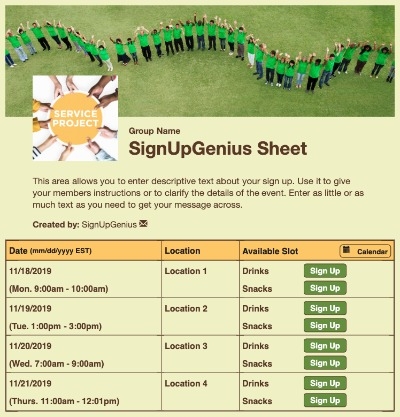 SERVICE
PROJECT
Group Name
SignUpGenius Sheet
This area allows you to enter descriptive text about your sign up. Use it to give
your members instructions or to clarify the details of the event. Enter as little or as
much text as you need to get your message across.
Created by: SignUpGenius
Date (mm/dd/yyyy EST) Location Available Slot Calendar
11/18/2019 Location 1 Drinks Sign Up
(Mon. 9:00am - 10:00am) Snacks Sign Up
11/19/2019 Location 2 Drinks Sign Up
(Tue. 1:00pm - 3:00pm) Snacks Sign Up
11/20/2019 Location 3 Drinks Sign Up
(Wed. 7:00am - 9:00am) Snacks Sign Up
11/21/2019 Location 4 Drinks Sign Up
(Thurs. 11:00am - 12:01pm) Snacks Sign Up